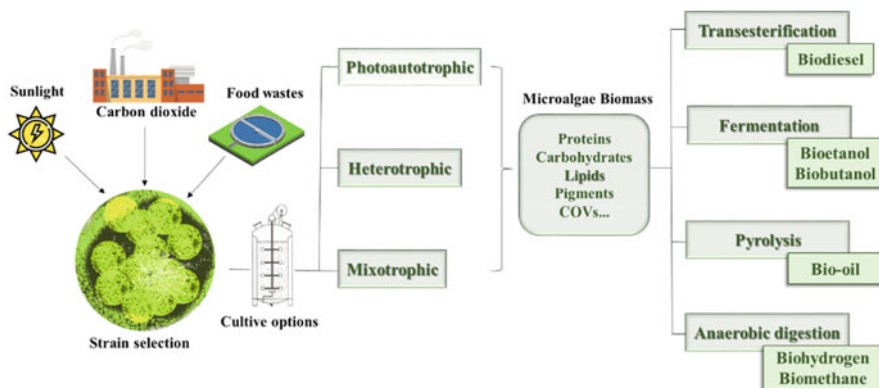 Sunlight
Carbon dioxide
Food wastes
Strain selection
Cultive options
Photoautotrophic
Heterotrophic
Mixotrophic
Microalgae Biomass
Proteins
Carbohydrates
Lipids
Pigments
COVs...
Transesterification
Biodiesel
Fermentation
Bioetanol
Biobutanol
Pyrolysis
Bio-oil
Anaerobic digestion
Biohydrogen
Biomethane